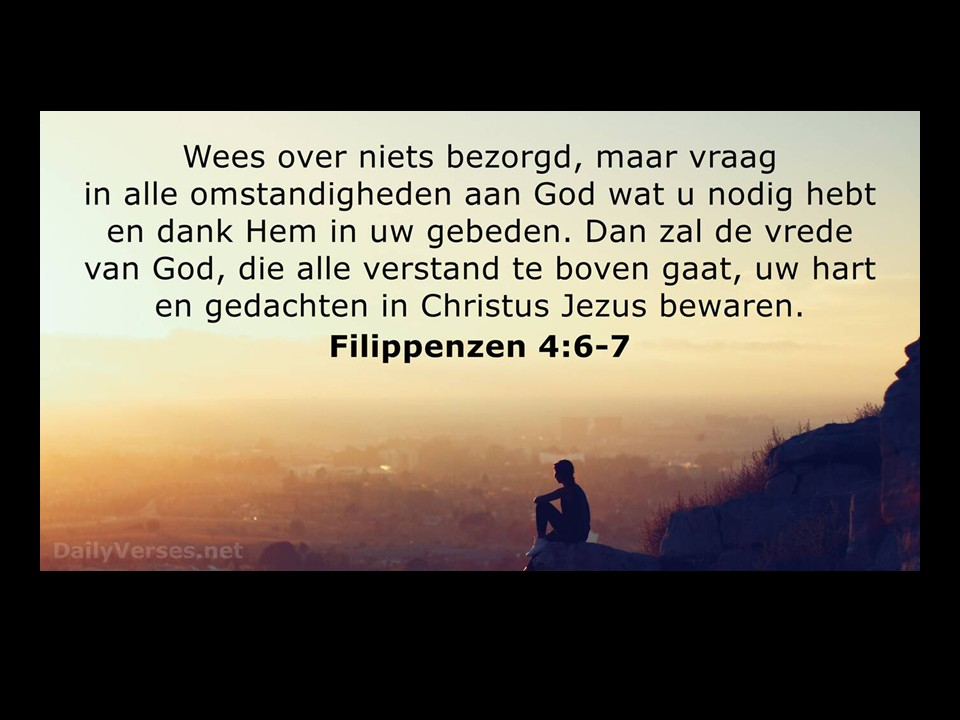 Wees over niets bezorgd, maar vraag
in alle omstandigheden aan God wat u nodig hebt
en dank Hem in uw gebeden. Dan zal de vrede
van God, die alle verstand te boven gaat, uw hart
en gedachten in Christus Jezus bewaren.
Filippenzen 4:6-7
DailyVerses.net